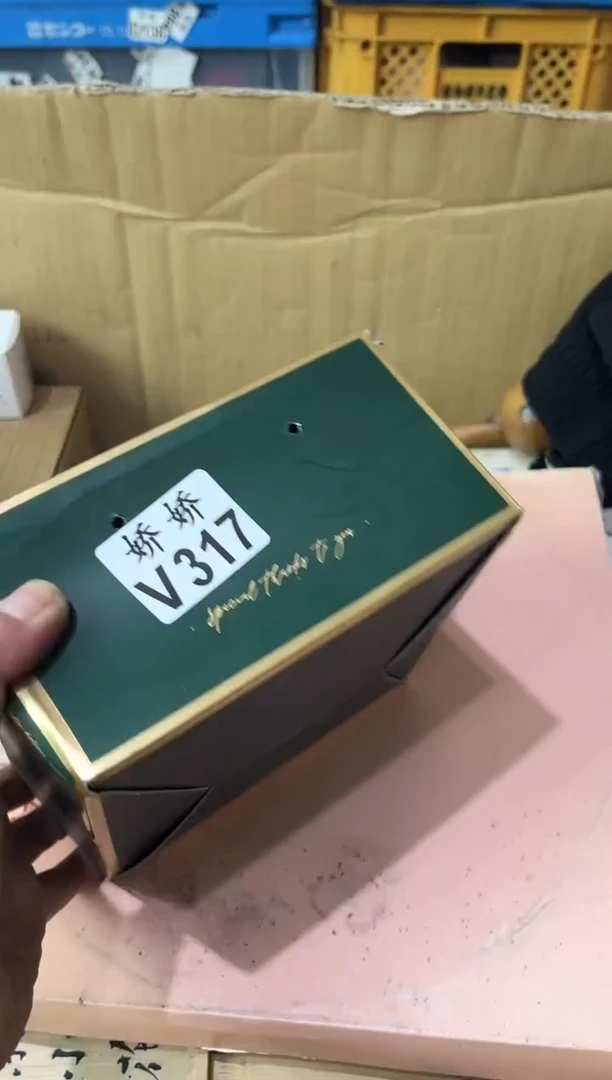 娇娇
V317
Special Thanks to you